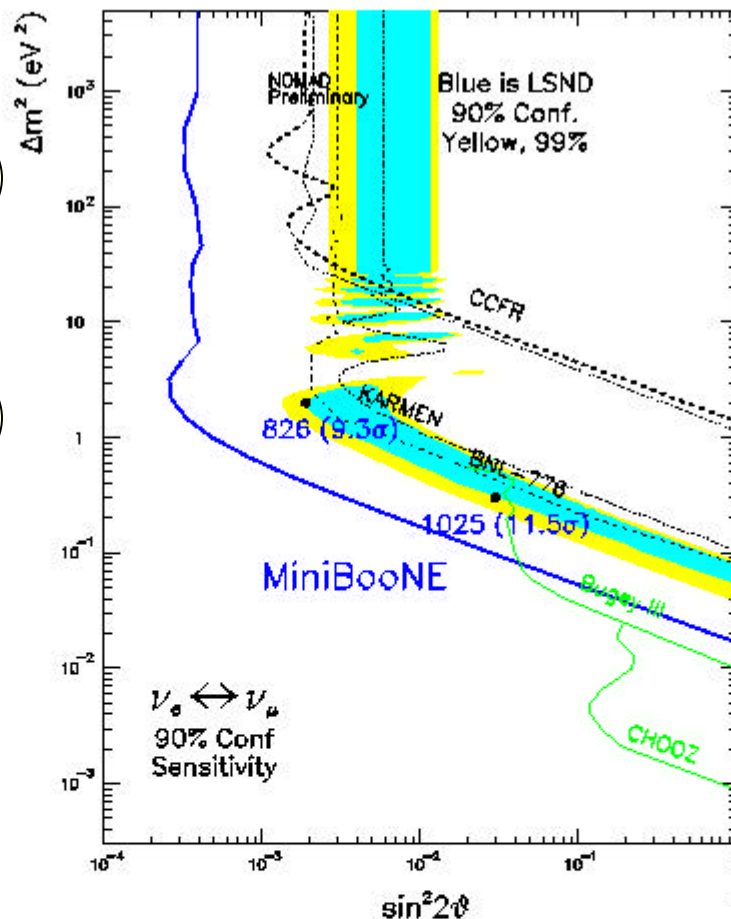 Δm² (eV²)
10³
10²
10
1
10⁻¹
10⁻²
10⁻³
NOMAD
Preliminary
Blue is LSND
90% Conf.
Yellow, 99%
CCFR
KARMEN
826 (9.3σ)
BNL-776
1025 (11.5σ)
MiniBooNE
Bugey III
νₑ ↔ νμ
90% Conf
Sensitivity
CHOOZ
10⁻⁴ 10⁻³ 10⁻² 10⁻¹
sin²2ϑ